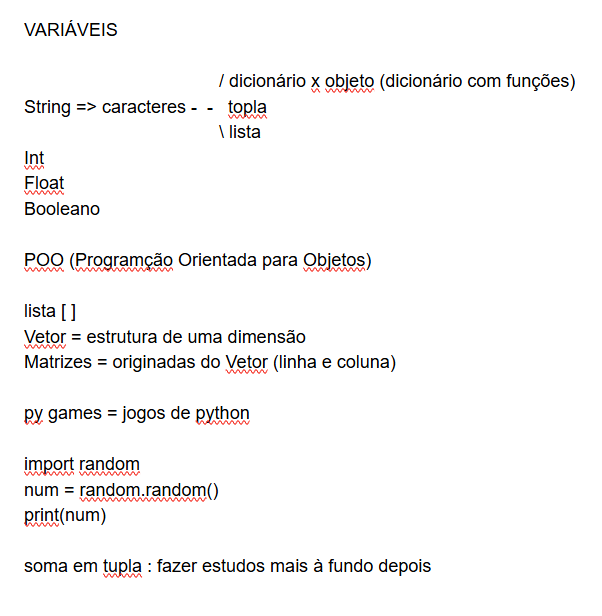 VARIÁVEIS
/ dicionário x objeto (dicionário com funções)
String => caracteres - - topla
\ lista
Int
Float
Booleano
POO (Programção Orientada para Objetos)
lista [ ]
Vetor = estrutura de uma dimensão
Matrizes = originadas do Vetor (linha e coluna)
py games = jogos de python
import random
num = random.random()
print(num)
soma em tupla : fazer estudos mais à fundo depois